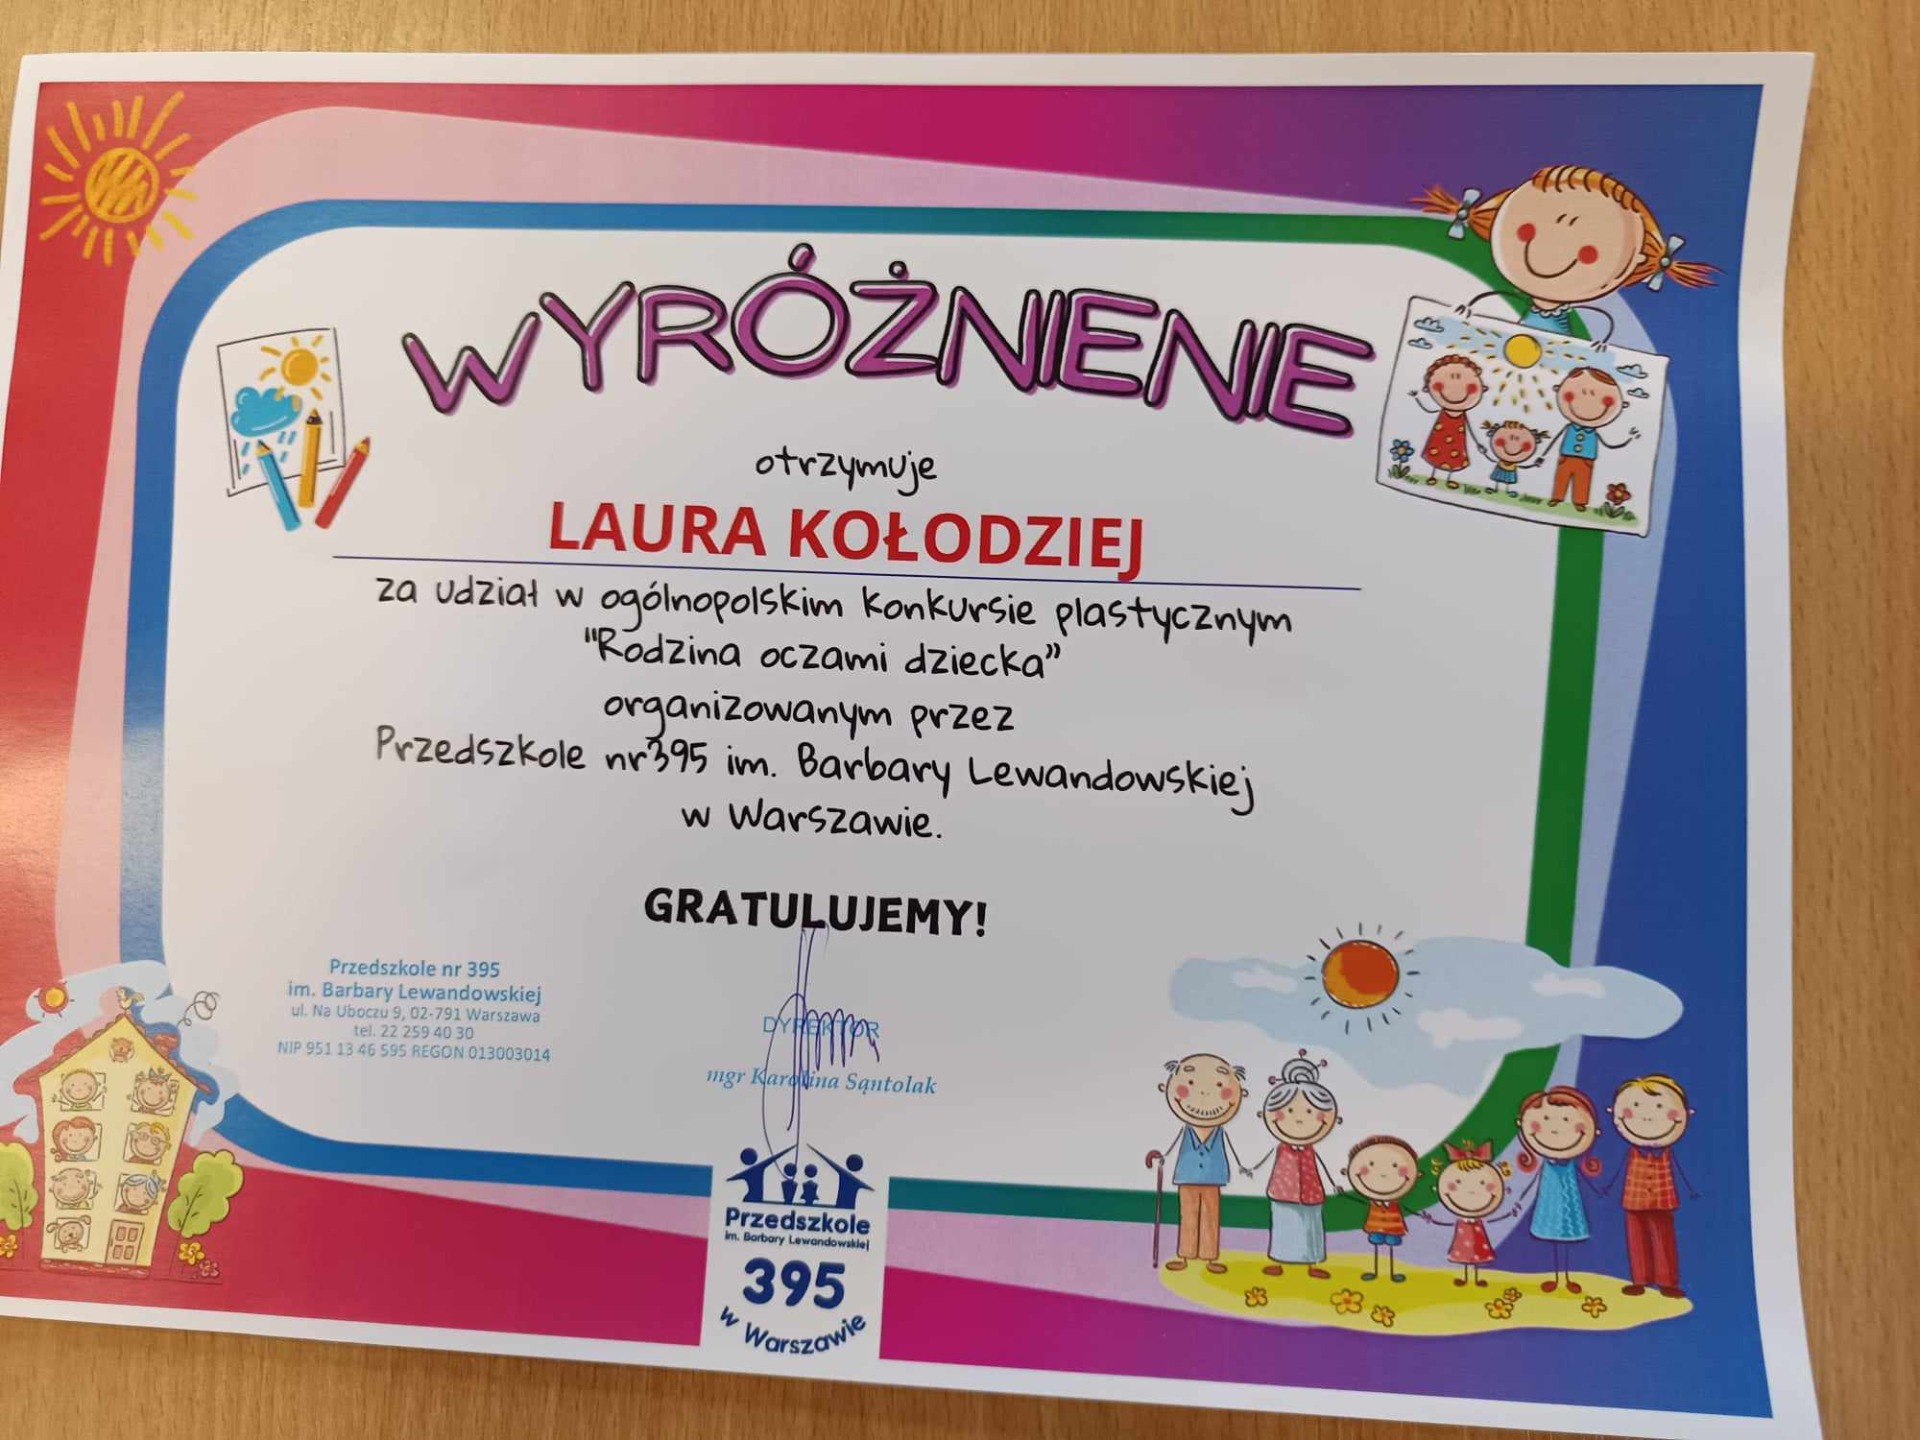 WYRÓŻNIENIE
otrzymuje
LAURA KOŁODZIEJ
za udział w ogólnopolskim konkursie plastycznym
"Rodzina oczami dziecka”
organizowanym przez
Przedszkole nr395 im. Barbary Lewandowskiej
w Warszawie.
GRATULUJEMY!
Przedszkole nr 395
im. Barbary Lewandowskiej
ul. Na Uboczu 9, 02-791 Warszawa
tel. 22 259 40 30
NIP 951 13 46 595 REGON 013003014
DYREKTOR
mgr Karolina Sąntolak
Przedszkole
im. Barbary Lewandowskiej
395
w Warszawie